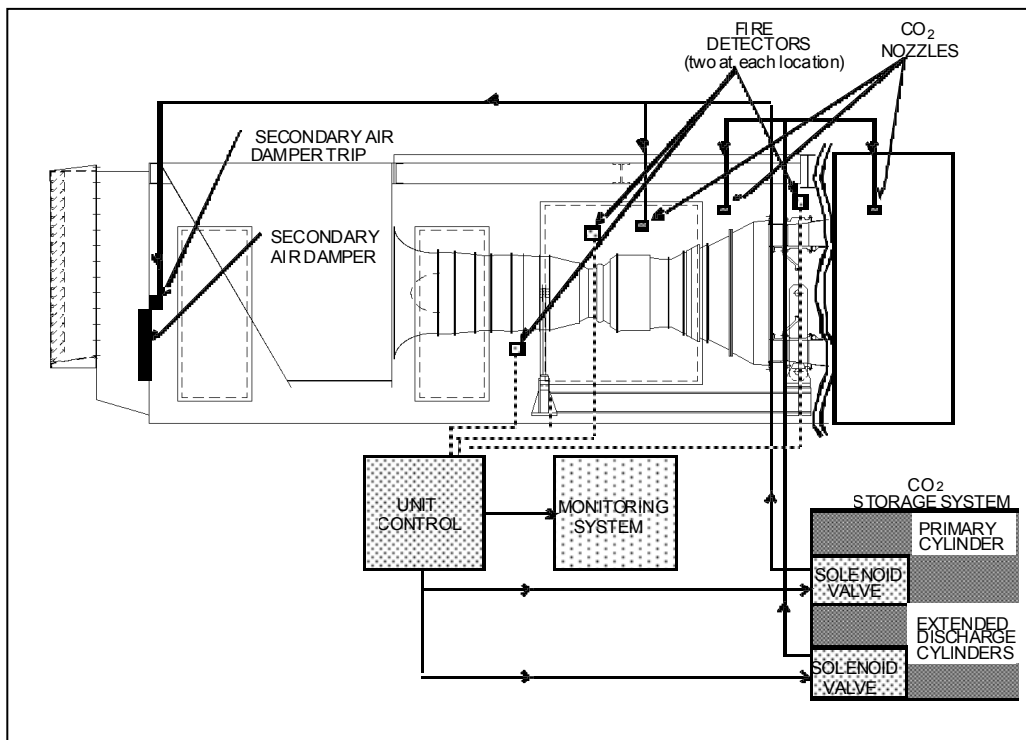 FIRE
DETECTORS
(two at each location)
CO2
NOZZLES
SECONDARY AIR
DAMPER TRIP
SECONDARY
AIR DAMPER
UNIT
CONTROL
MONITORING
SYSTEM
CO2
STORAGE SYSTEM
PRIMARY
CYLINDER
SOLENOID
VALVE
EXTENDED
DISCHARGE
CYLINDERS
SOLENOID
VALVE